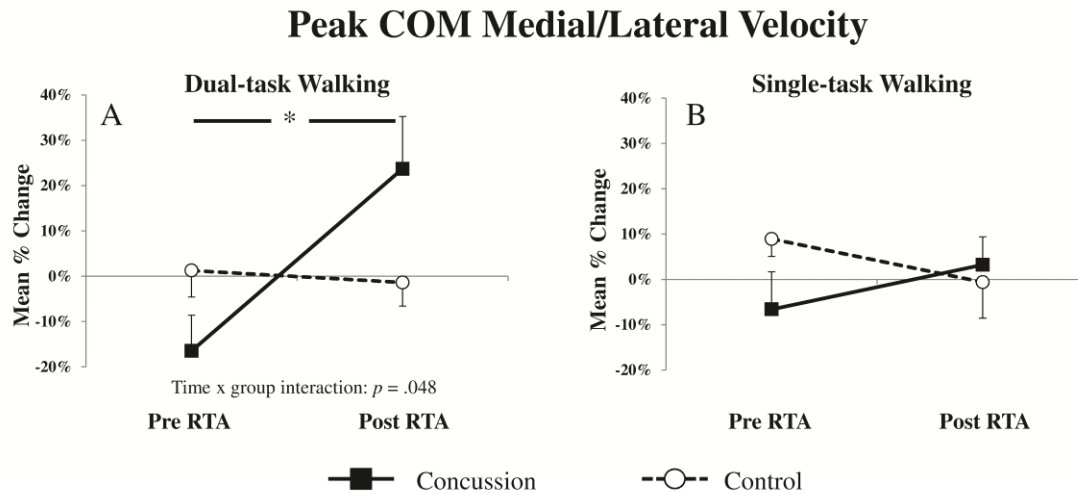 Peak COM Medial/Lateral Velocity
Dual-task Walking
A
Mean % Change
40%
30%
20%
10%
0%
-10%
-20%
*
Time x group interaction: p = .048
Pre RTA
Post RTA
Single-task Walking
B
Mean % Change
40%
30%
20%
10%
0%
-10%
-20%
Pre RTA
Post RTA
Concussion
Control